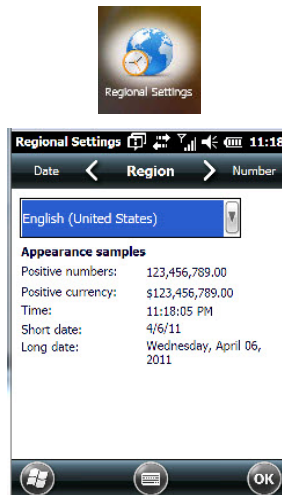 Regional Settings
Regional Settings 11:18
Date Region Number
English (United States)
Appearance samples
Positive numbers: 123,456,789.00
Positive currency: $123,456,789.00
Time: 11:18:05 PM
Short date: 4/6/11
Long date: Wednesday, April 06,
2011
OK